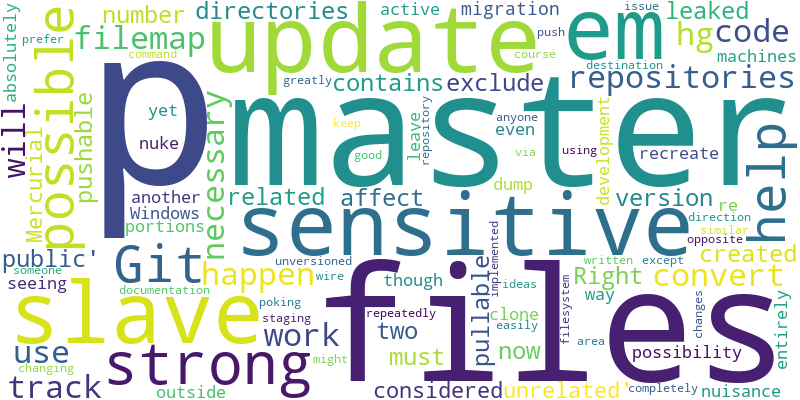 prefer
command
absolutely
possible
filemap
number
directories
active
migration
issue
push
course
leaked
hg
code
machines
update
em
destination
greatly
contains
exclude
repositories
pushable
necessary
yet
nuke
p
master
keep
good
leave
repository
anyone
even
via
using
development
recreate
help
will
Mercurial
another
Windows
portions
related
affect
dump
version
re
direction
similar
opposite
public'
seeing
someone
Git
happen
sensitive
unversioned
wire
though
pullable
implemented
written
except
Right
created
convert
documentation
slave
poking
staging
repeatedly
ideas
clone
easily
filesystem
way
area
changes
entirely
use
strong
work
two
must
now
files
possibility
track
changing
outside
might
considered
unrelated'
completely
nuisance